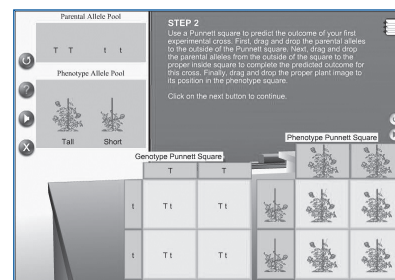 Parental Allele Pool
T T t t
Phenotype Allele Pool
Tall Short
STEP 2
Use a Punnett square to predict the outcome of your first
experimental cross. First, drag and drop the parental alleles
to the outside of the Punnett square. Next, drag and drop
the parental alleles from the outside of the square to the
proper inside square to complete the predicted outcome for
this cross. Finally, drag and drop the proper plant image to
its position in the phenotype square.
Click on the next button to continue.
Phenotype Punnett Square
Genotype Punnett Square
T T
t T t T t
t T t T t
?
X